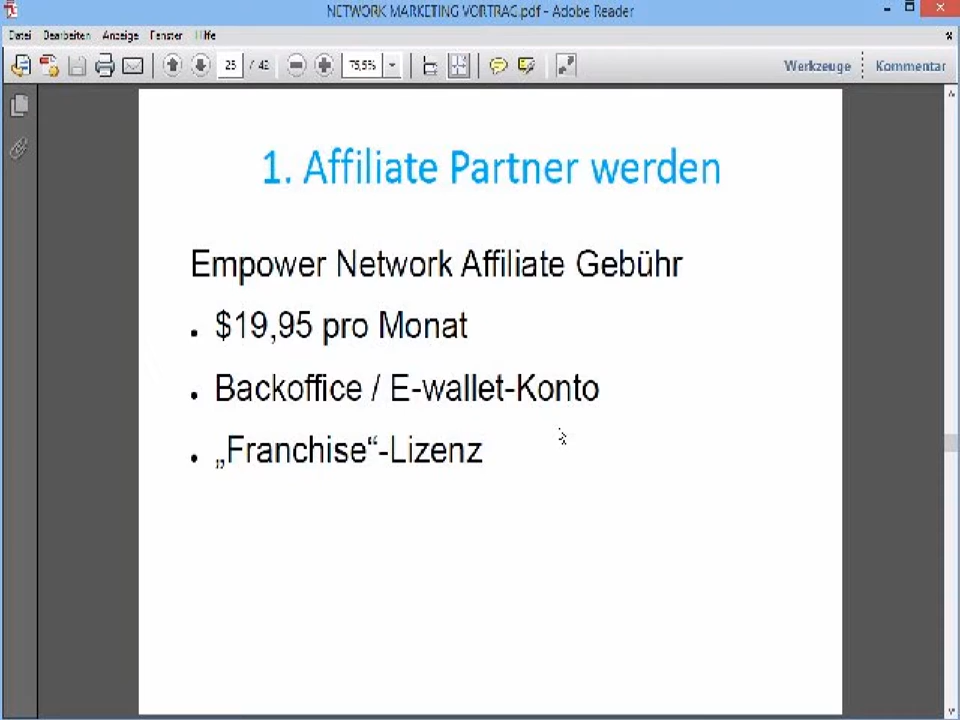 NETWORK MARKETING VORTRAG.pdf - Adobe Reader
Datei Bearbeiten Anzeige Fenster Hilfe
25 / 42 75,5% Werkzeuge Kommentar
1. Affiliate Partner werden
Empower Network Affiliate Gebühr
• $19,95 pro Monat
• Backoffice / E-wallet-Konto
• „Franchise“-Lizenz